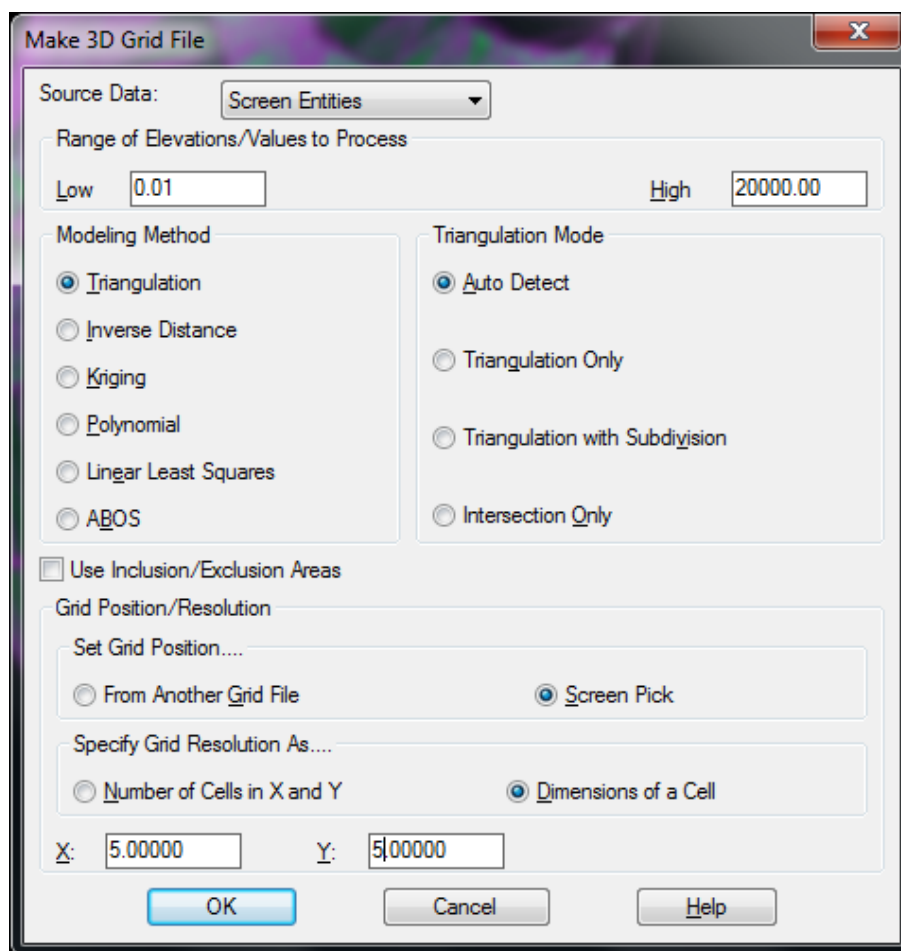 Make 3D Grid File
x
Source Data: Screen Entities
Range of Elevations/Values to Process
Low 0.01 High 20000.00
Modeling Method
Triangulation
Inverse Distance
Kriging
Polynomial
Linear Least Squares
ABOS
Triangulation Mode
Auto Detect
Triangulation Only
Triangulation with Subdivision
Intersection Only
Use Inclusion/Exclusion Areas
Grid Position/Resolution
Set Grid Position....
From Another Grid File Screen Pick
Specify Grid Resolution As....
Number of Cells in X and Y Dimensions of a Cell
X: 5.00000 Y: 5.00000
OK Cancel Help